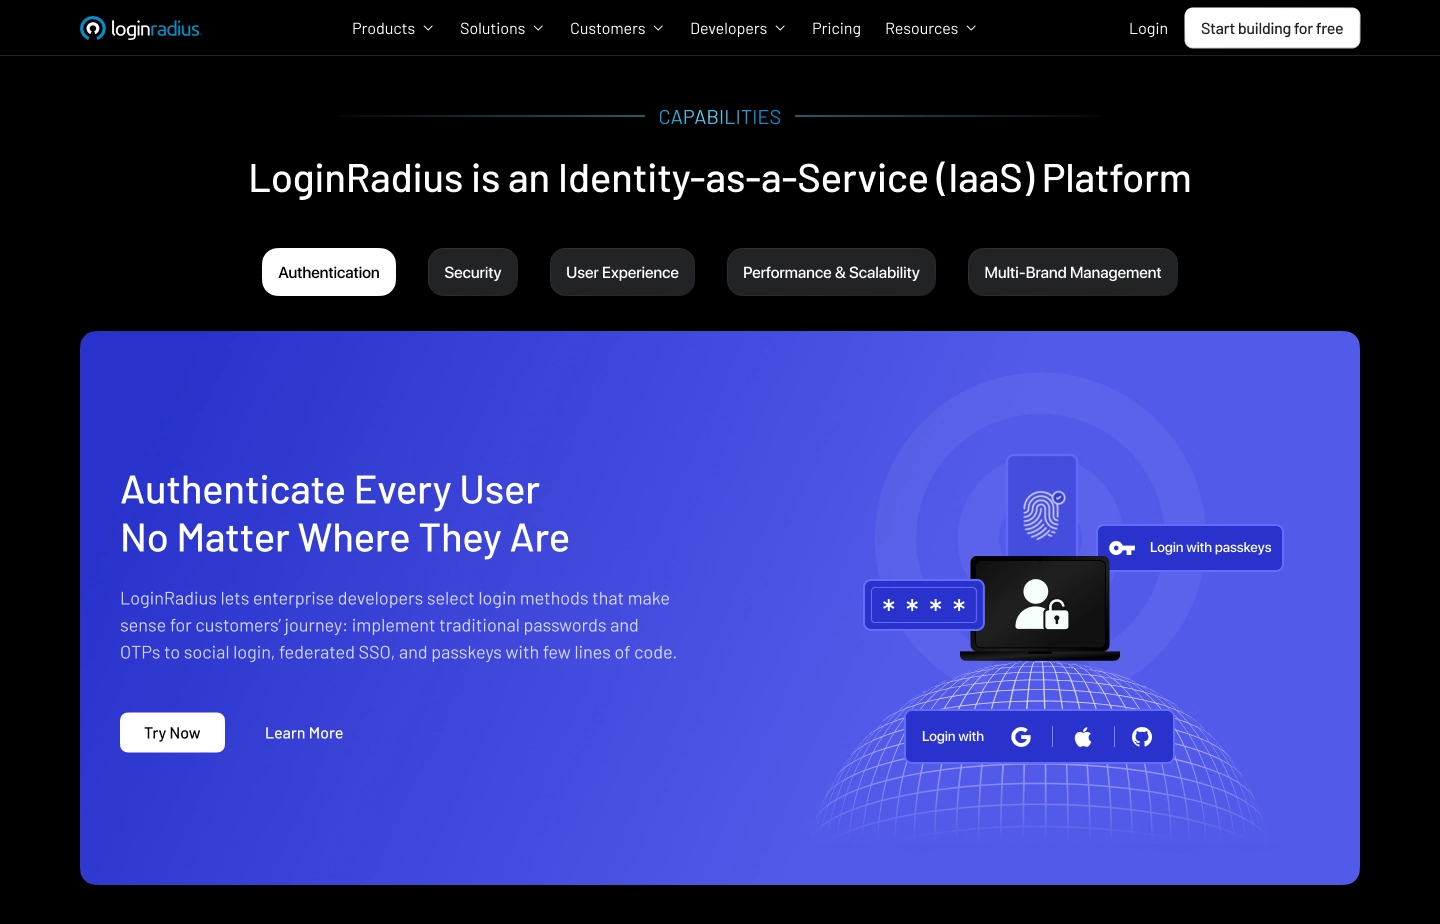 loginradius
Products
Solutions
Customers
Developers
Pricing
Resources
Login
Start building for free
CAPABILITIES
LoginRadius is an Identity-as-a-Service (IaaS) Platform
Authentication
Security
User Experience
Performance & Scalability
Multi-Brand Management
Authenticate Every User
No Matter Where They Are
LoginRadius lets enterprise developers select login methods that make
sense for customers’ journey: implement traditional passwords and
OTPs to social login, federated SSO, and passkeys with few lines of code.
Try Now
Learn More
Login with passkeys
* * * *
Login with